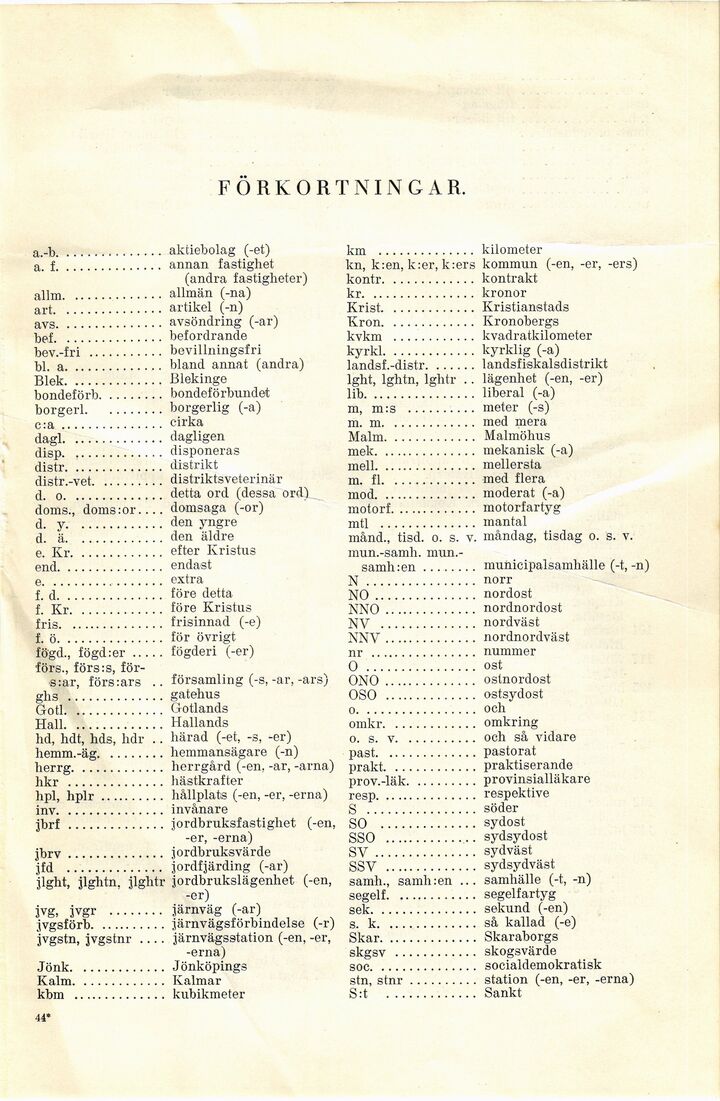 FÖRKORTNINGAR.
a.-b. .............. aktiebolag (-et)
a. f. .............. annan fastighet
(andra fastigheter)
allm. ............. allmän (-na)
art. .............. artikel (-n)
avs. .............. avsöndring (-ar)
bef. .............. befordrande
bev.-fri ........... bevillningsfri
bl. a. ............. bland annat (andra)
Blek. ............. Blekinge
bondeförb. ......... bondeförbundet
borgerl. ........ borgerlig (-a)
c:a ............... cirka
dagl. ............. dagligen
disp. ............. disponeras
distr. ............. distrikt
distr.-vet. ......... distriktsveterinär
d. o. ............. detta ord (dessa ord)
doms., doms:or.... domsaga (-or)
d. y. ............. den yngre
d. ä. ............. den äldre
e. Kr. ............ efter Kristus
end. .............. endast
e. ................ extra
f. d. .............. före detta
f. Kr. ............ före Kristus
fris. ............. frisinnad (-e)
f. ö. .............. för övrigt
fögd., fögd:er ..... fögderi (-er)
förs., förs:s, för-
s:ar, förs:ars .. församling (-s, -ar, -ars)
ghs .............. gatehus
Gotl. ............. Gotlands
Hall. ............. Hallands
hd, hdt, hds, hdr .. härad (-et, -s, -er)
hemm.-äg. ........ hemmansägare (-n)
herrg. ............ herrgård (-en, -ar, -arna)
hkr .............. hästkrafter
hpl, hplr .......... hållplats (-en, -er, -erna)
inv. .............. invånare
jbrf .............. jordbruksfastighet (-en,
-er, -erna)
jbrv .............. jordbruksvärde
jfd .............. jordfjärding (-ar)
jlght, jlghtn, jlghtr jordbrukslägenhet (-en,
-er)
jvg, jvgr ........ järnväg (-ar)
jvgsförb. .......... järnvägsförbindelse (-r)
jvgstn, jvgstnr .... järnvägsstation (-en, -er,
-erna)
Jönk. ............ Jönköpings
Kalm. ............ Kalmar
kbm ............. kubikmeter
44*
km .............. kilometer
kn, k:en, k:er, k:ers kommun (-en, -er, -ers)
kontr. ............ kontrakt
kr. ............... kronor
Krist. ............ Kristianstads
Kron. ............ Kronobergs
kvkm ............ kvadratkilometer
kyrkl. ............ kyrklig (-a)
landsf.-distr. ...... landsfiskalsdistrikt
lght, lghtn, lghtr .. lägenhet (-en, -er)
lib. .............. liberal (-a)
m, m:s ........... meter (-s)
m. m. ............ med mera
Malm. ............ Malmöhus
mek. ............. mekanisk (-a)
mell. ............. mellersta
m. fl. ............ med flera
mod. ............. moderat (-a)
motorf. ........... motorfartyg
mtl .............. mantal
månd., tisd. o. s. v. måndag, tisdag o. s. v.
mun.-samh. mun.-
samh:en ........ municipalsamhälle (-t, -n)
N ................ norr
NO .............. nordost
NNO ............. nordnordost
NV .............. nordväst
NNV ............. nordnordväst
nr ............... nummer
O ................ ost
ONO ............. ostnordost
OSO ............. ostsydost
o. ................ och
omkr. ............ omkring
o. s. v. ........... och så vidare
past. ............. pastorat
prakt. ............ praktiserande
prov.-läk. ......... provinsialläkare
resp. ............. respektive
S ................ söder
SO .............. sydost
SSO ............. sydsydost
SV ............... sydväst
SSV .............. sydsydväst
samh., samh:en ... samhälle (-t, -n)
segelf. ........... segelfartyg
sek. .............. sekund (-en)
s. k. ............. så kallad (-e)
Skar. ............. Skaraborgs
skgsv ............ skogsvärde
soc. .............. socialdemokratisk
stn, stnr .......... station (-en, -er, -erna)
S:t ............. Sankt